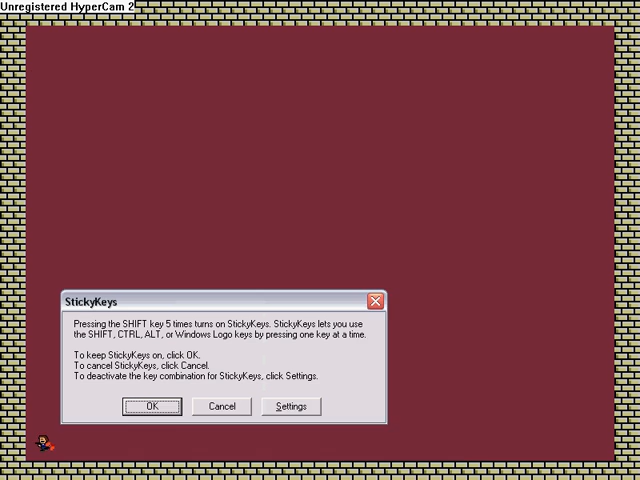 Unregistered HyperCam 2
StickyKeys
Pressing the SHIFT key 5 times turns on StickyKeys. StickyKeys lets you use
the SHIFT, CTRL, ALT, or Windows Logo keys by pressing one key at a time.
To keep StickyKeys on, click OK.
To cancel StickyKeys, click Cancel.
To deactivate the key combination for StickyKeys, click Settings.
OK Cancel Settings